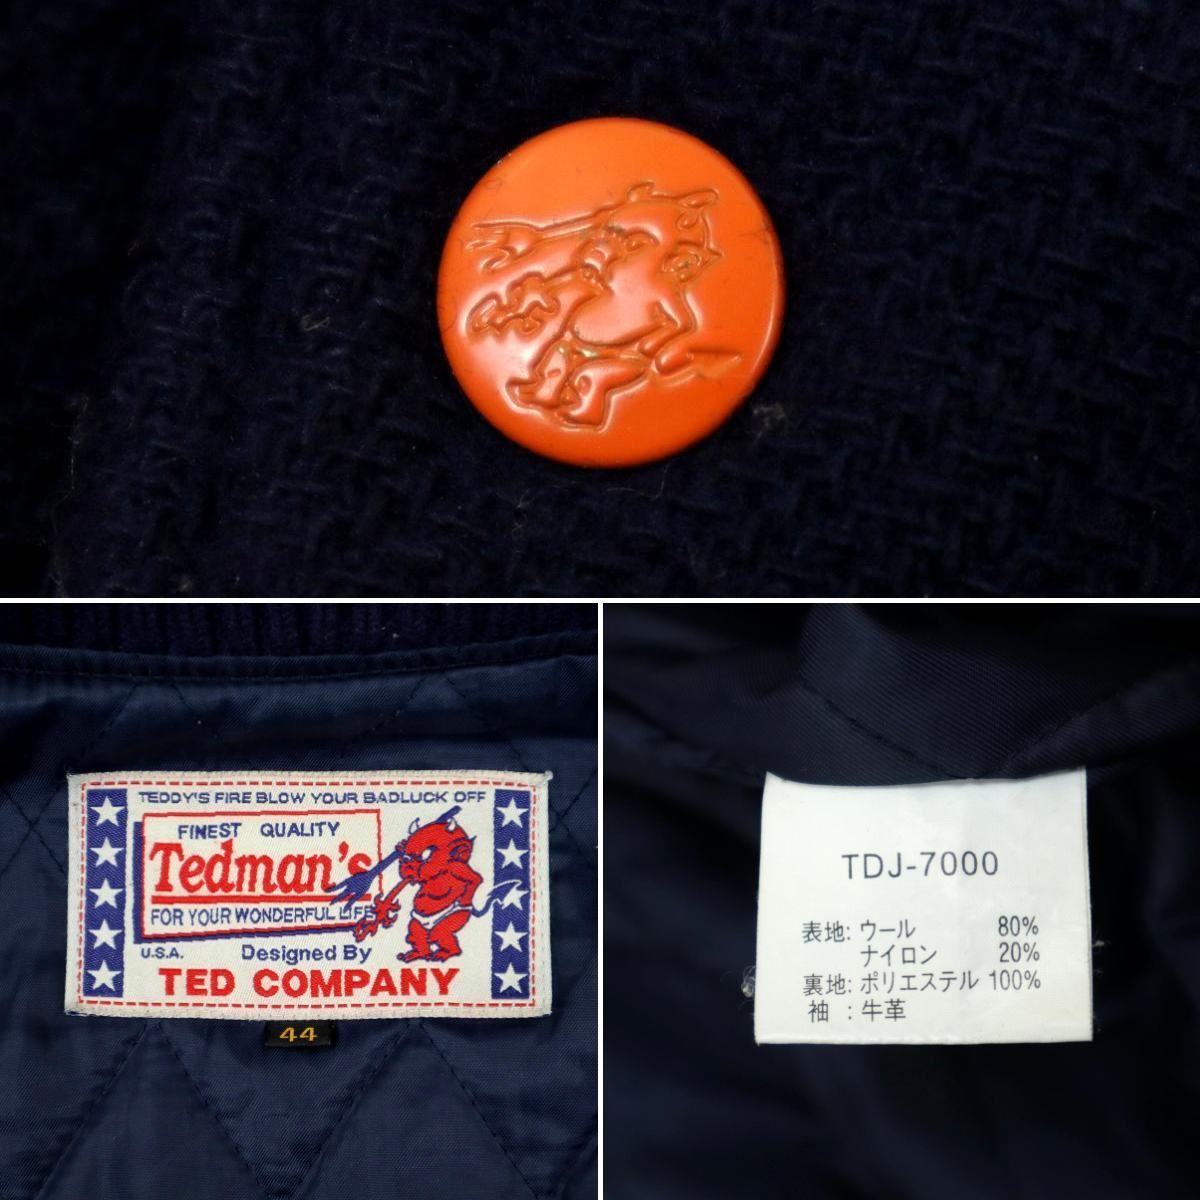 TEDDY'S FIRE BLOW YOUR BADLUCK OFF
FINEST QUALITY
Tedman's
FOR YOUR WONDERFUL LIFE
U.S.A. Designed By
TED COMPANY
44
TDJ-7000
表地: ウール 80%
ナイロン 20%
裏地: ポリエステル 100%
袖 : 牛革